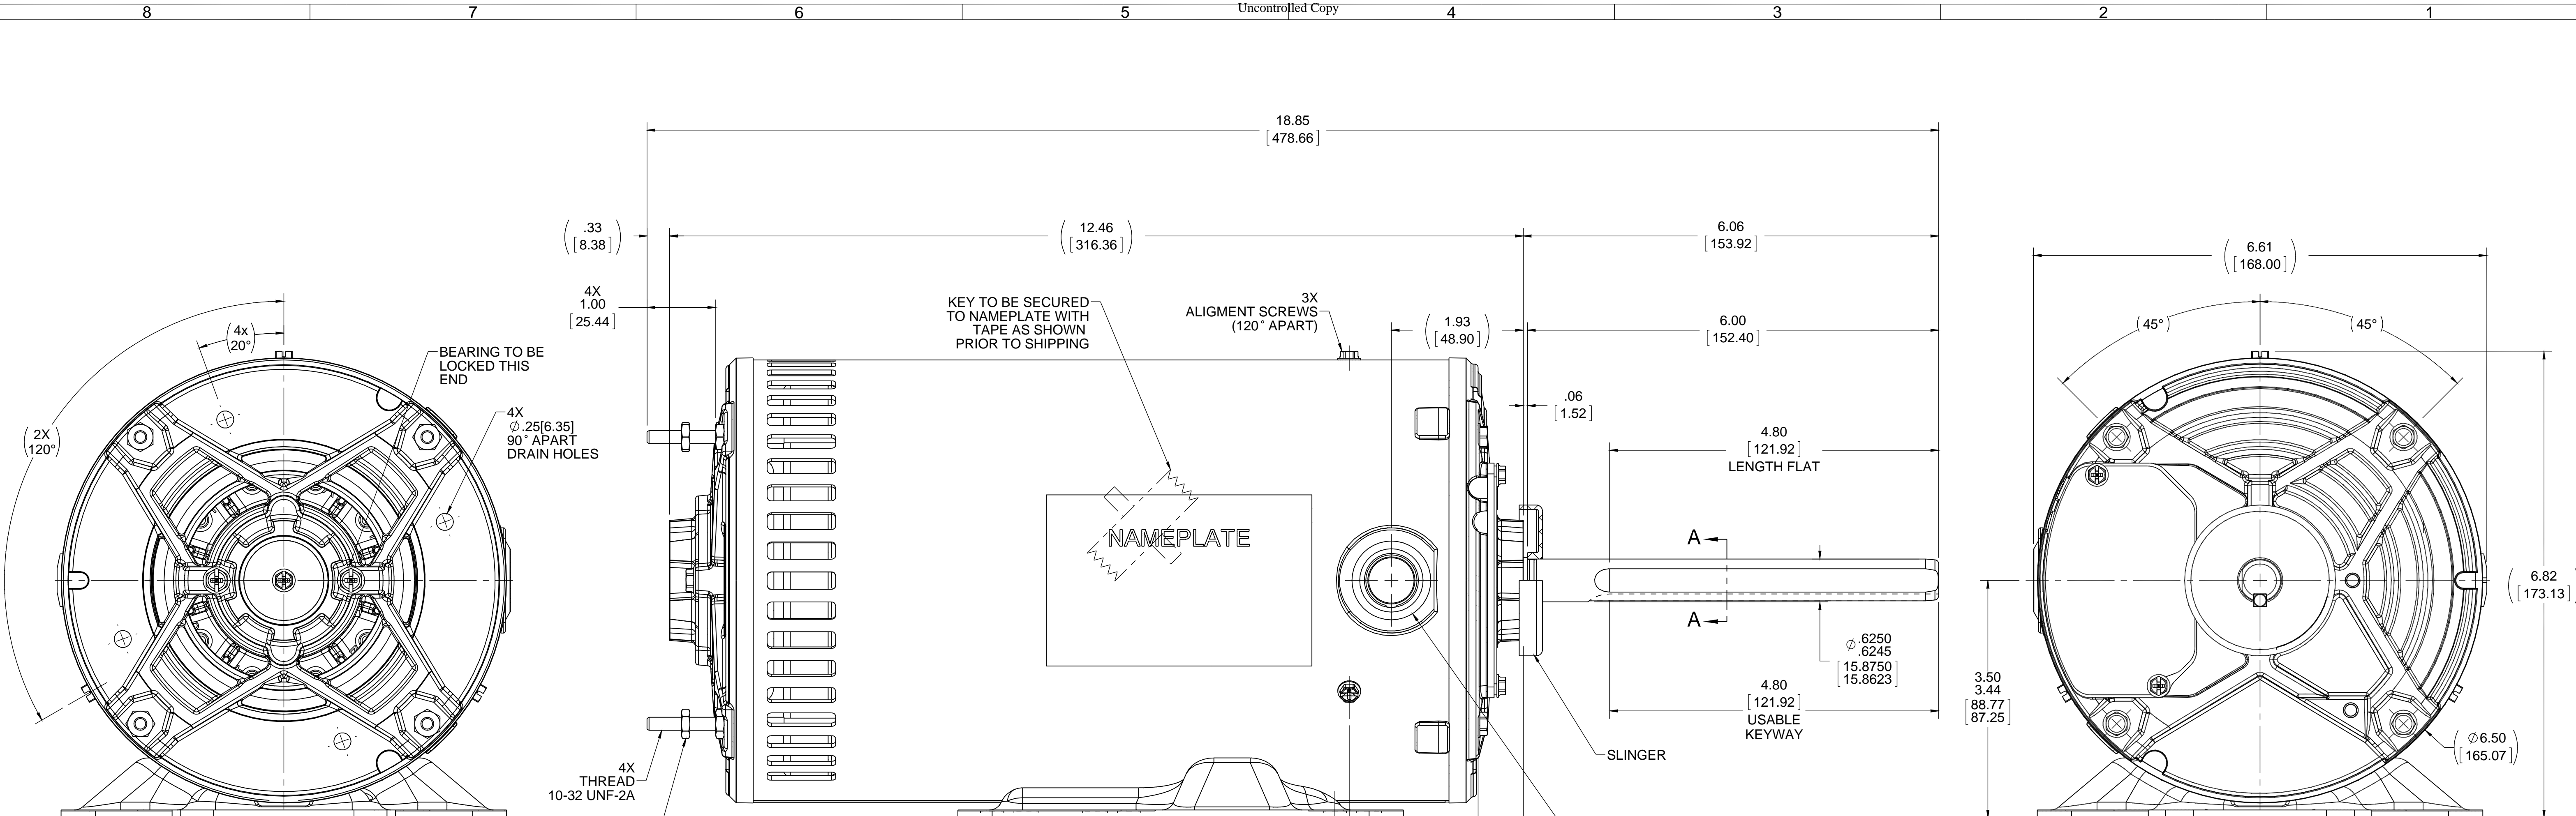 8 7 6 5 4 3 2 1
Uncontrolled Copy
18.85
[478.66]
(.33
[8.38])
(12.46
[316.36])
6.06
[153.92]
(6.61
[168.00])
4X
1.00
[25.44]
KEY TO BE SECURED
TO NAMEPLATE WITH
TAPE AS SHOWN
PRIOR TO SHIPPING
3X
ALIGMENT SCREWS
(120° APART)
(1.93
[48.90])
6.00
[152.40]
(45°)
(45°)
(4x
20°)
BEARING TO BE
LOCKED THIS
END
(2X
120°)
4X
Ø.25[6.35]
90° APART
DRAIN HOLES
.06
[1.52]
4.80
[121.92]
LENGTH FLAT
NAMEPLATE
A
A
Ø.6250
.6245
[15.8750
15.8623]
4.80
[121.92]
USABLE
KEYWAY
SLINGER
4X
THREAD
10-32 UNF-2A
3.50
3.44
[88.77
87.25]
(6.82
[173.13])
(Ø6.50
[165.07])